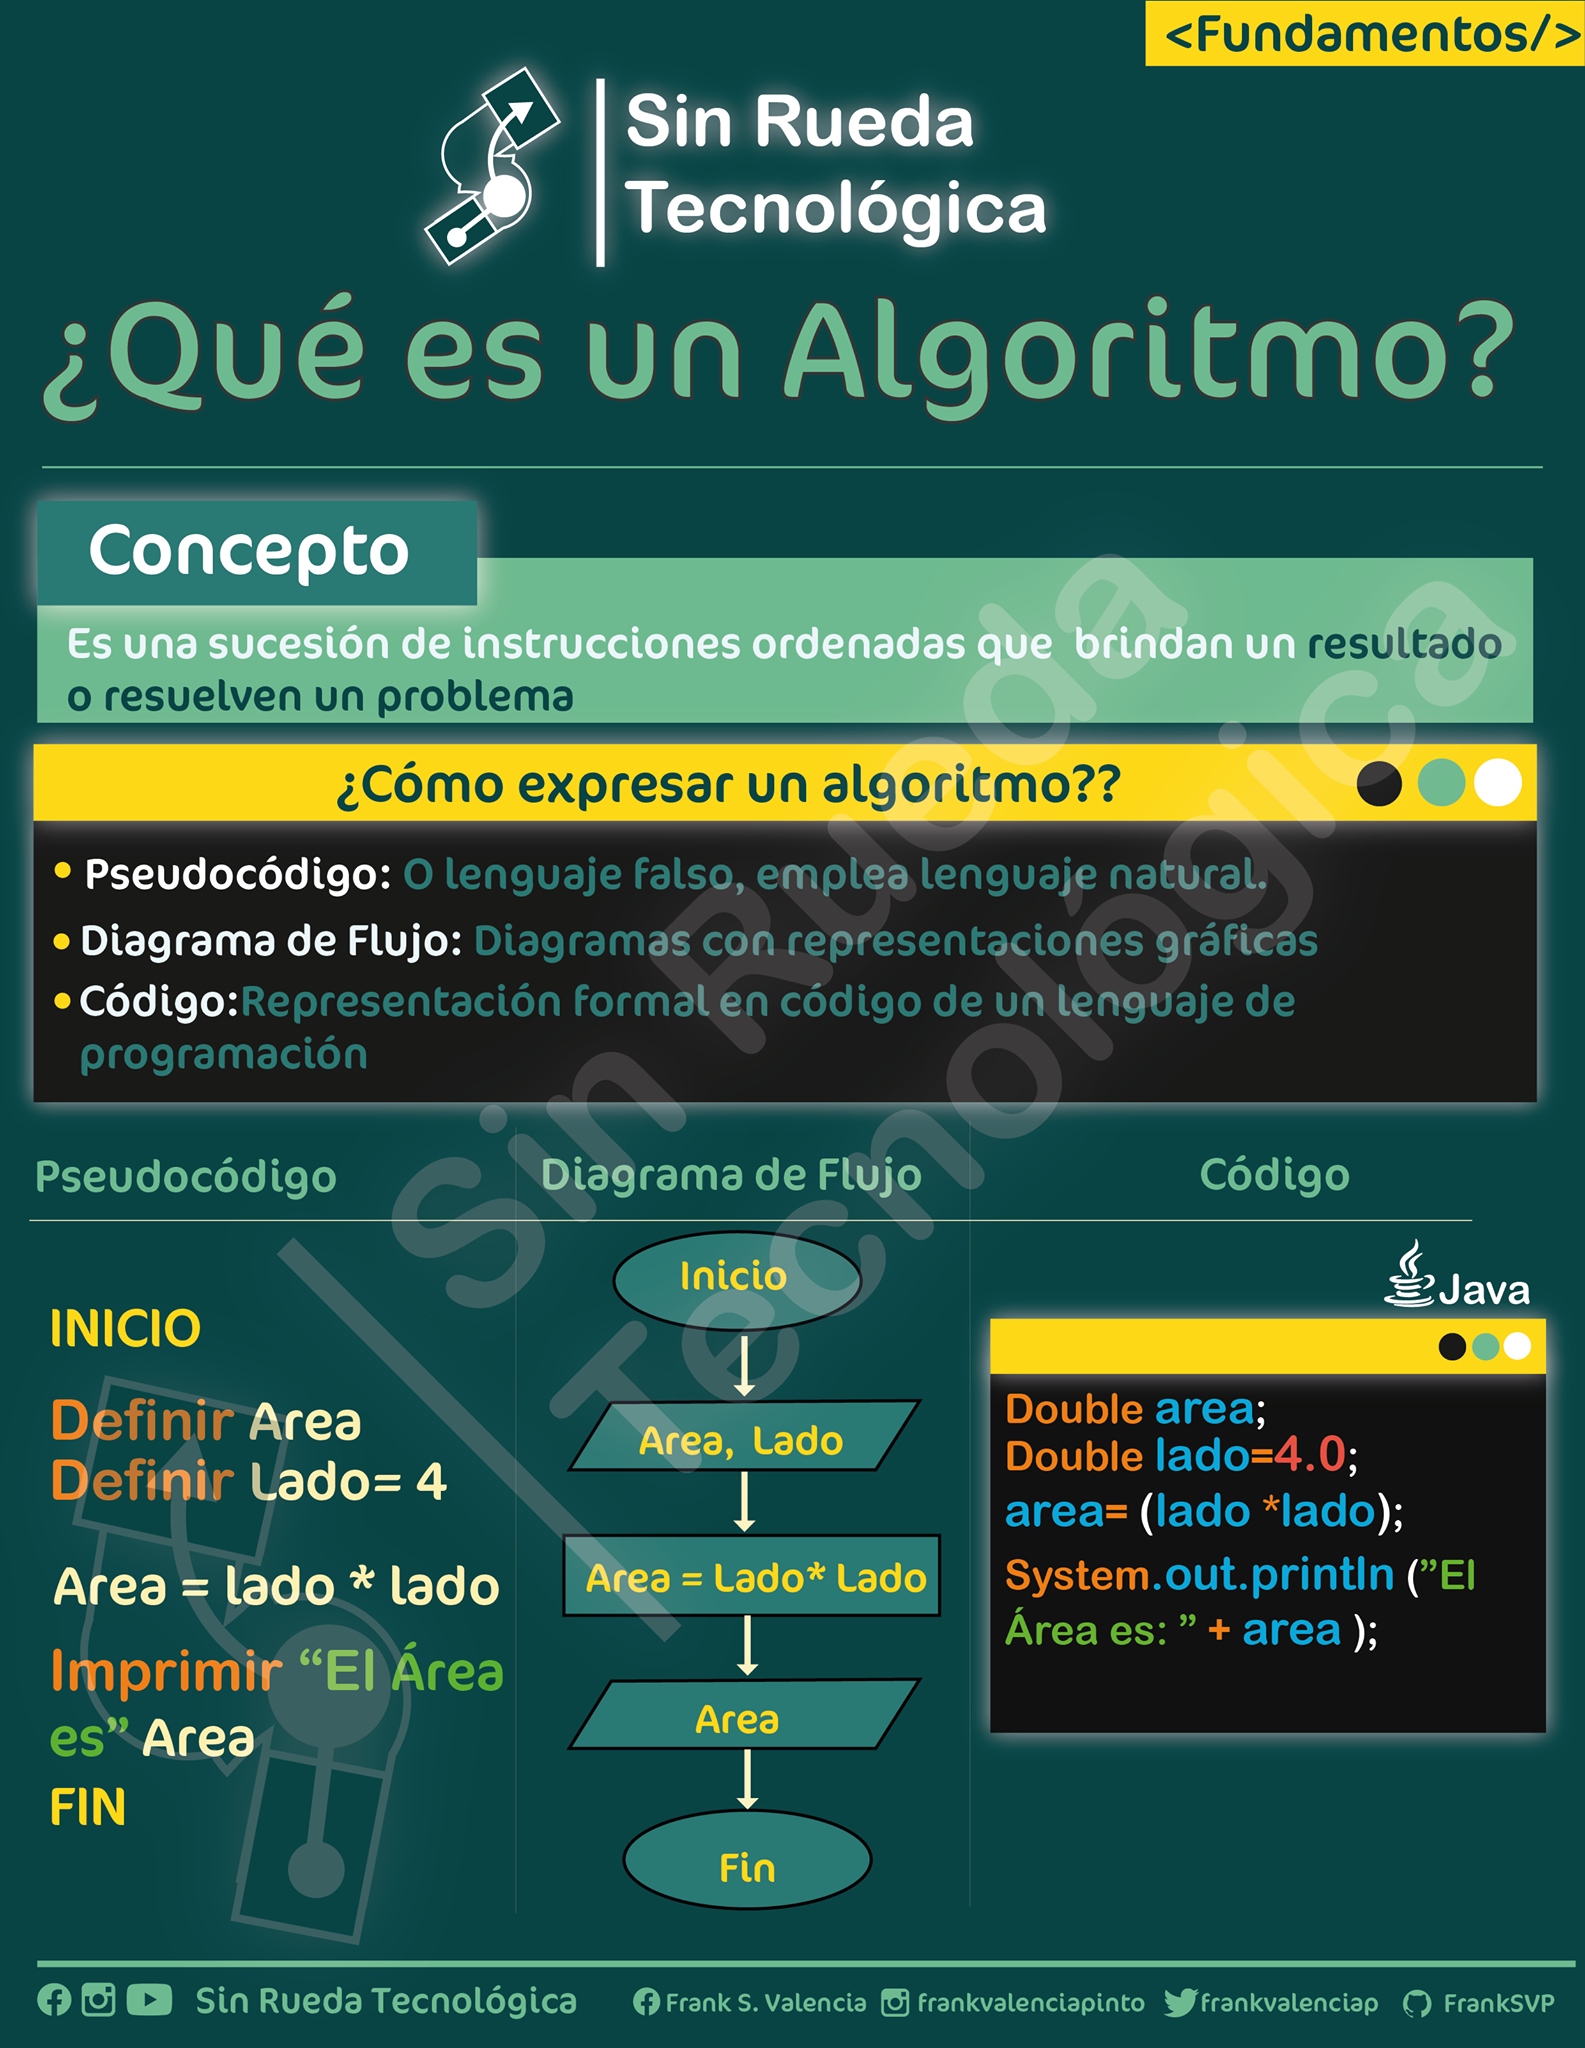 <Fundamentos/>
Sin Rueda
Tecnológica
¿Qué es un Algoritmo?
Concepto
Es una sucesión de instrucciones ordenadas que brindan un resultado
o resuelven un problema
¿Cómo expresar un algoritmo??
• Pseudocódigo: O lenguaje falso, emplea lenguaje natural.
• Diagrama de Flujo: Diagramas con representaciones gráficas
• Código:Representación formal en código de un lenguaje de
programación
Pseudocódigo
INICIO
Definir Area
Definir Lado= 4
Area = lado * lado
Imprimir “El Área
es” Area
FIN
Diagrama de Flujo
Inicio
Area, Lado
Area = Lado* Lado
Area
Fin
Código
Java
Double area;
Double lado=4.0;
area= (lado *lado);
System.out.println (”El
Área es: ” + area );
Sin Rueda
Tecnológica
Sin Rueda Tecnológica
Frank S. Valencia
frankvalenciapinto
frankvalenciap
FrankSVP